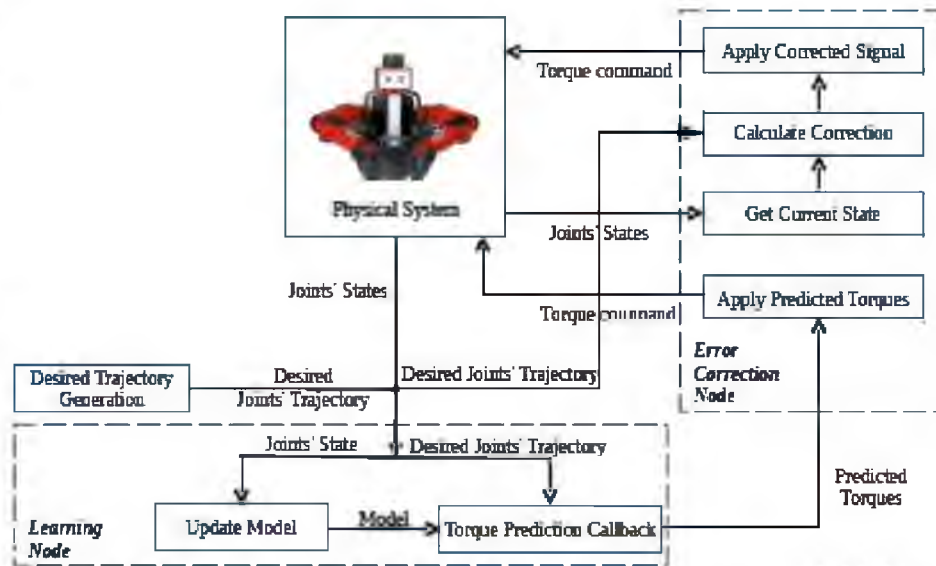 Apply Corrected Signal
Torque command
Calculate Correction
Physical System
Get Current State
Joints' States
Joints' States
Apply Predicted Torques
Torque command
Error
Correction
Node
Desired Trajectory
Generation
Desired
Joints' Trajectory
Desired Joints' Trajectory
Joints' State
Desired Joints' Trajectory
Predicted
Torques
Learning
Node
Update Model
Model
Torque Prediction Callback